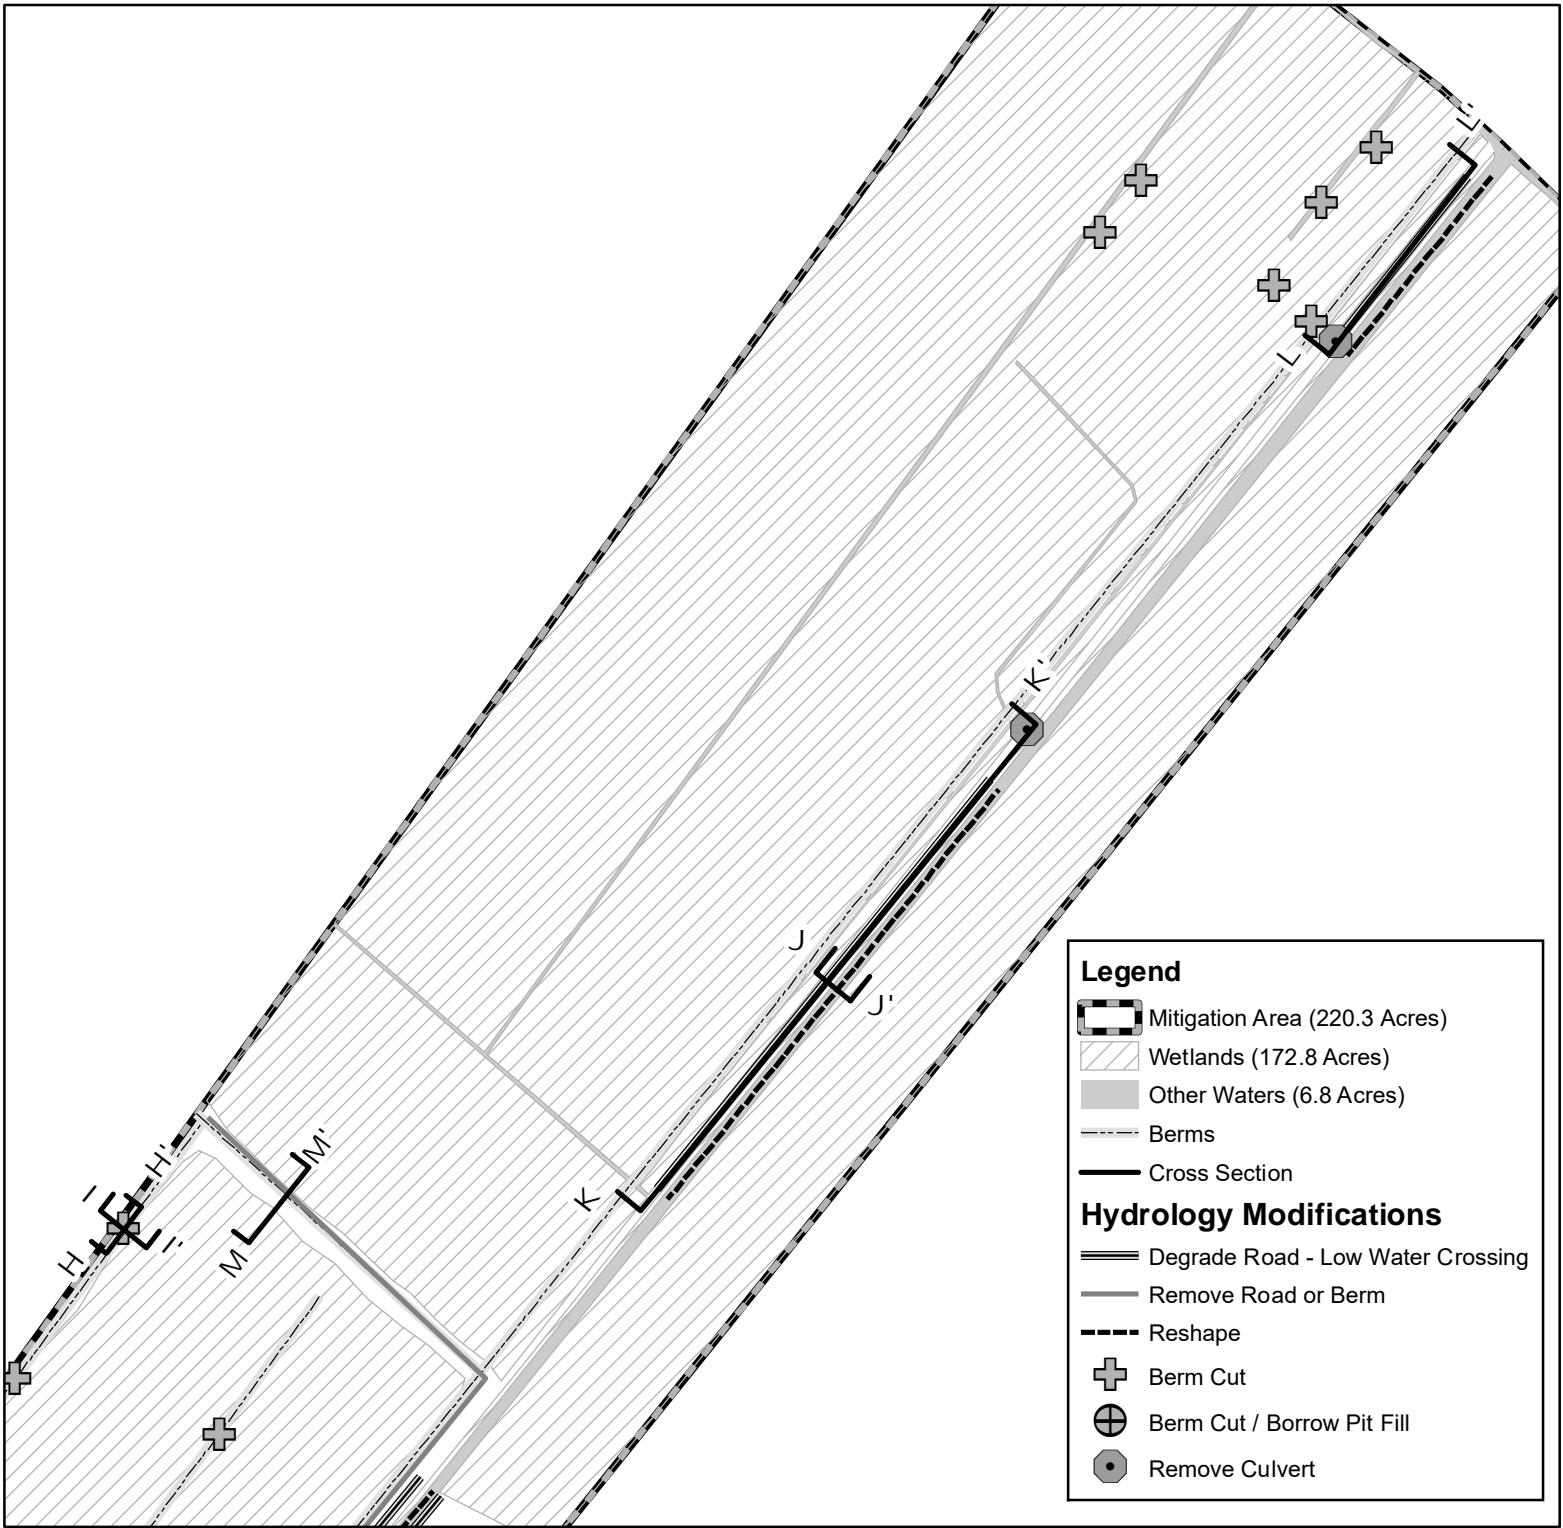 L'
L
K'
J
J'
K
M'
M
H'
I
I'
H
Legend
Mitigation Area (220.3 Acres)
Wetlands (172.8 Acres)
Other Waters (6.8 Acres)
Berms
Cross Section
Hydrology Modifications
Degrade Road - Low Water Crossing
Remove Road or Berm
Reshape
Berm Cut
Berm Cut / Borrow Pit Fill
Remove Culvert